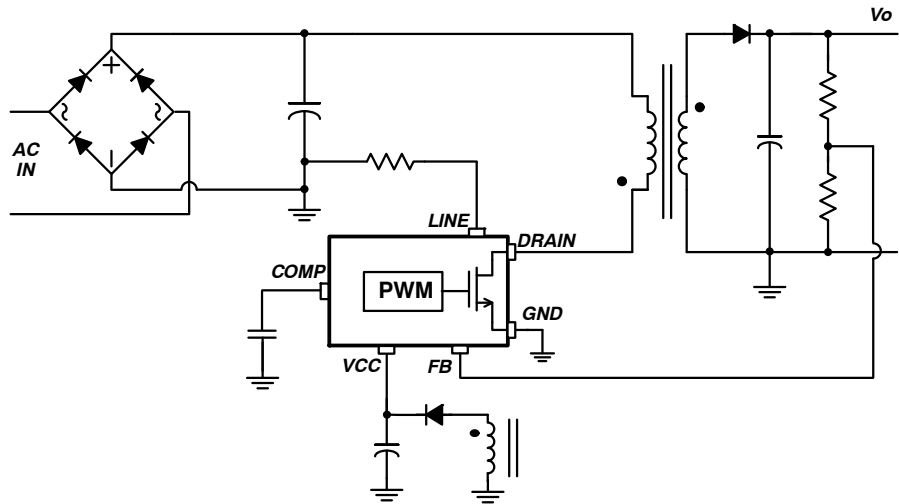 Vo
AC
IN
LINE
DRAIN
COMP
PWM
GND
VCC
FB